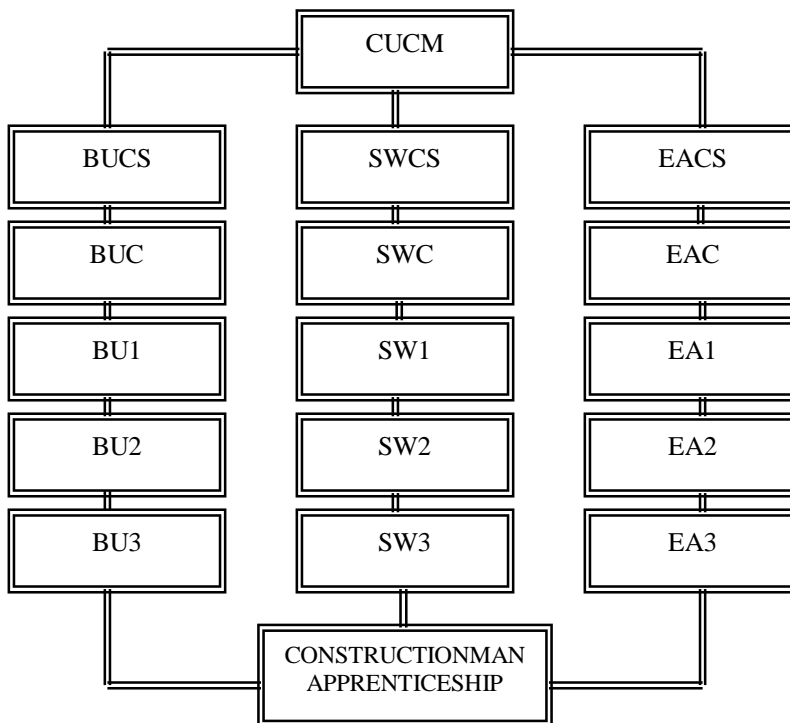 CUCM
BUCS
SWCS
EACS
BUC
SWC
EAC
BU1
SW1
EA1
BU2
SW2
EA2
BU3
SW3
EA3
CONSTRUCTIONMAN
APPRENTICESHIP